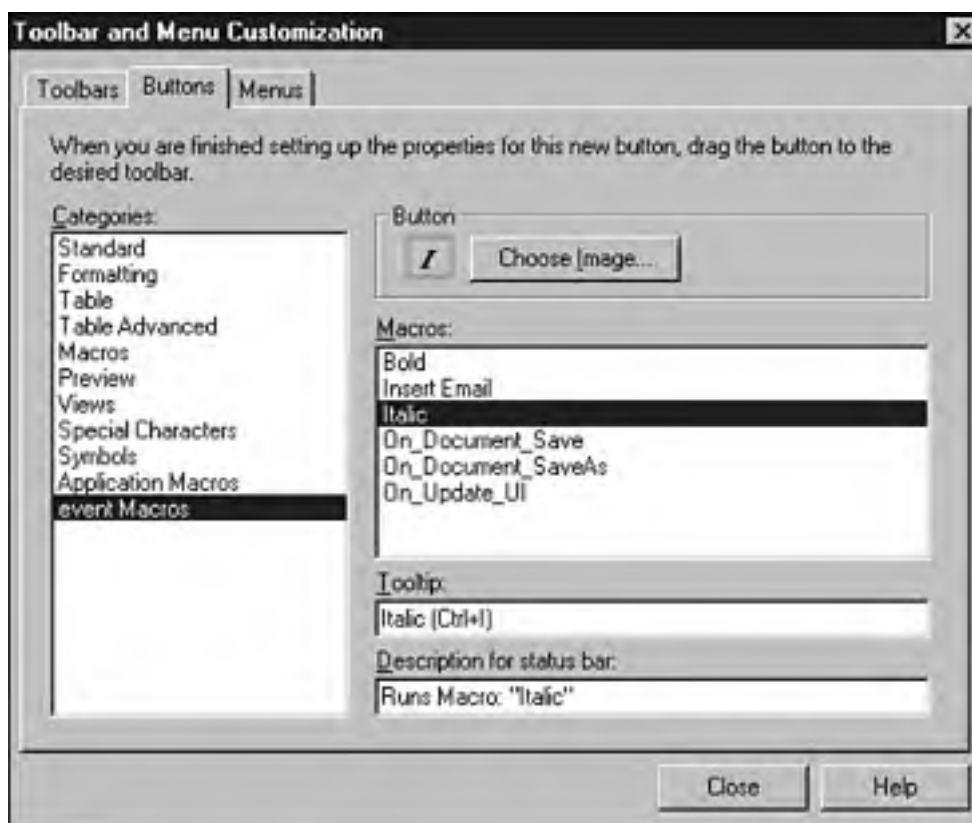 Toolbar and Menu Customization
Toolbars
Buttons
Menus
When you are finished setting up the properties for this new button, drag the button to the
desired toolbar.
Categories:
Standard
Formatting
Table
Table Advanced
Macros
Preview
Views
Special Characters
Symbols
Application Macros
event Macros
Button
I
Choose Image...
Macros:
Bold
Insert Email
Italic
On_Document_Save
On_Document_SaveAs
On_Update_UI
Tooltip:
Italic (Ctrl+I)
Description for status bar:
Runs Macro: "Italic"
Close
Help